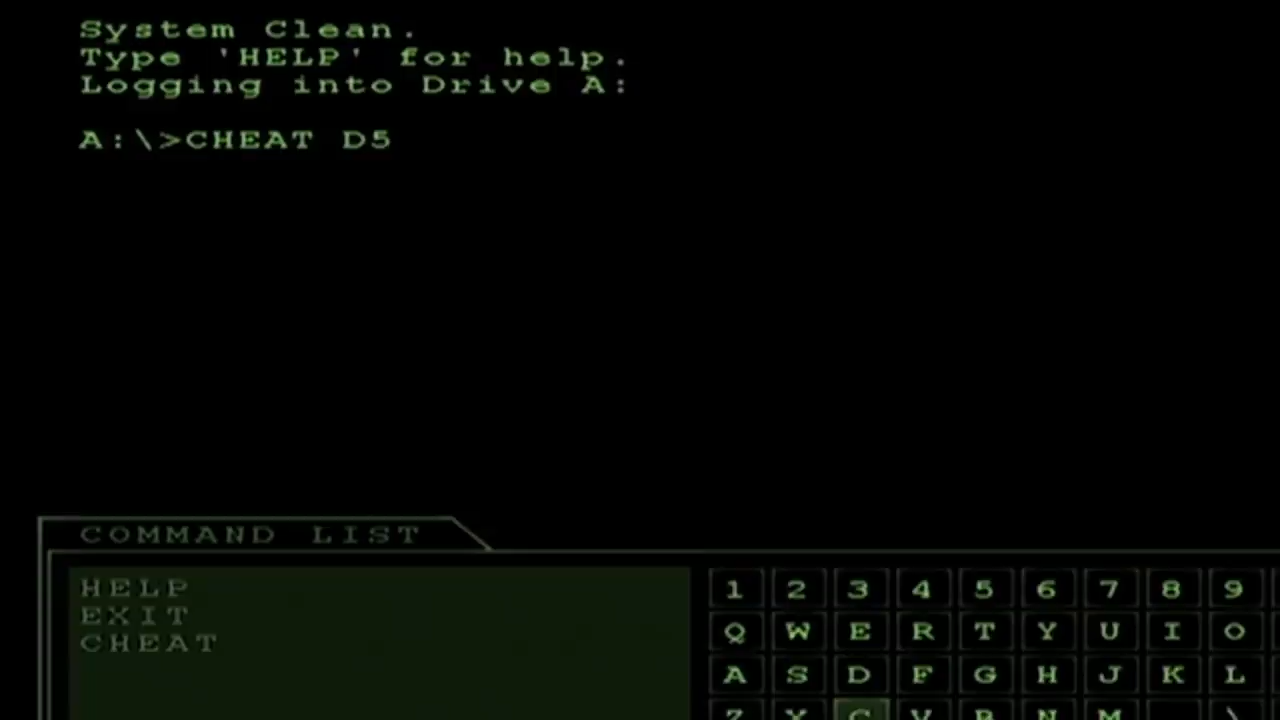 System Clean.
Type 'HELP' for help.
Logging into Drive A:
A:\>CHEAT D5
COMMAND LIST
HELP
EXIT
CHEAT
1 2 3 4 5 6 7 8 9
Q W E R T Y U I O
A S D F G H J K L
Z X C V B N M \